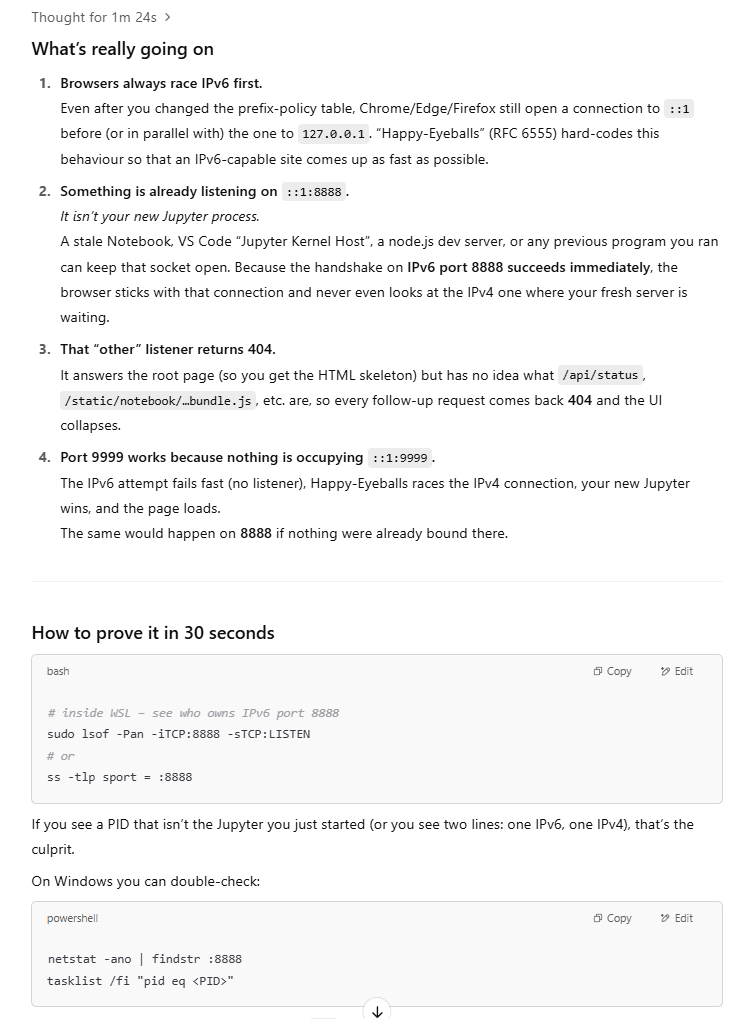 Thought for 1m 24s >
What's really going on
1. Browsers always race IPv6 first.
Even after you changed the prefix-policy table, Chrome/Edge/Firefox still open a connection to ::1
before (or in parallel with) the one to 127.0.0.1. “Happy-Eyeballs” (RFC 6555) hard-codes this
behaviour so that an IPv6-capable site comes up as fast as possible.
2. Something is already listening on ::1:8888.
It isn't your new Jupyter process.
A stale Notebook, VS Code “Jupyter Kernel Host”, a node.js dev server, or any previous program you ran
can keep that socket open. Because the handshake on IPv6 port 8888 succeeds immediately, the
browser sticks with that connection and never even looks at the IPv4 one where your fresh server is
waiting.
3. That “other” listener returns 404.
It answers the root page (so you get the HTML skeleton) but has no idea what /api/status,
/static/notebook/…bundle.js, etc. are, so every follow-up request comes back 404 and the UI
collapses.
4. Port 9999 works because nothing is occupying ::1:9999.
The IPv6 attempt fails fast (no listener), Happy-Eyeballs races the IPv4 connection, your new Jupyter
wins, and the page loads.
The same would happen on 8888 if nothing were already bound there.
How to prove it in 30 seconds
bash Copy Edit
# inside WSL – see who owns IPv6 port 8888
sudo lsof -Pan -iTCP:8888 -sTCP:LISTEN
# or
ss -tlp sport = :8888
If you see a PID that isn't the Jupyter you just started (or you see two lines: one IPv6, one IPv4), that's the
culprit.
On Windows you can double-check:
powershell Copy Edit
netstat -ano | findstr :8888
tasklist /fi "pid eq <PID>"